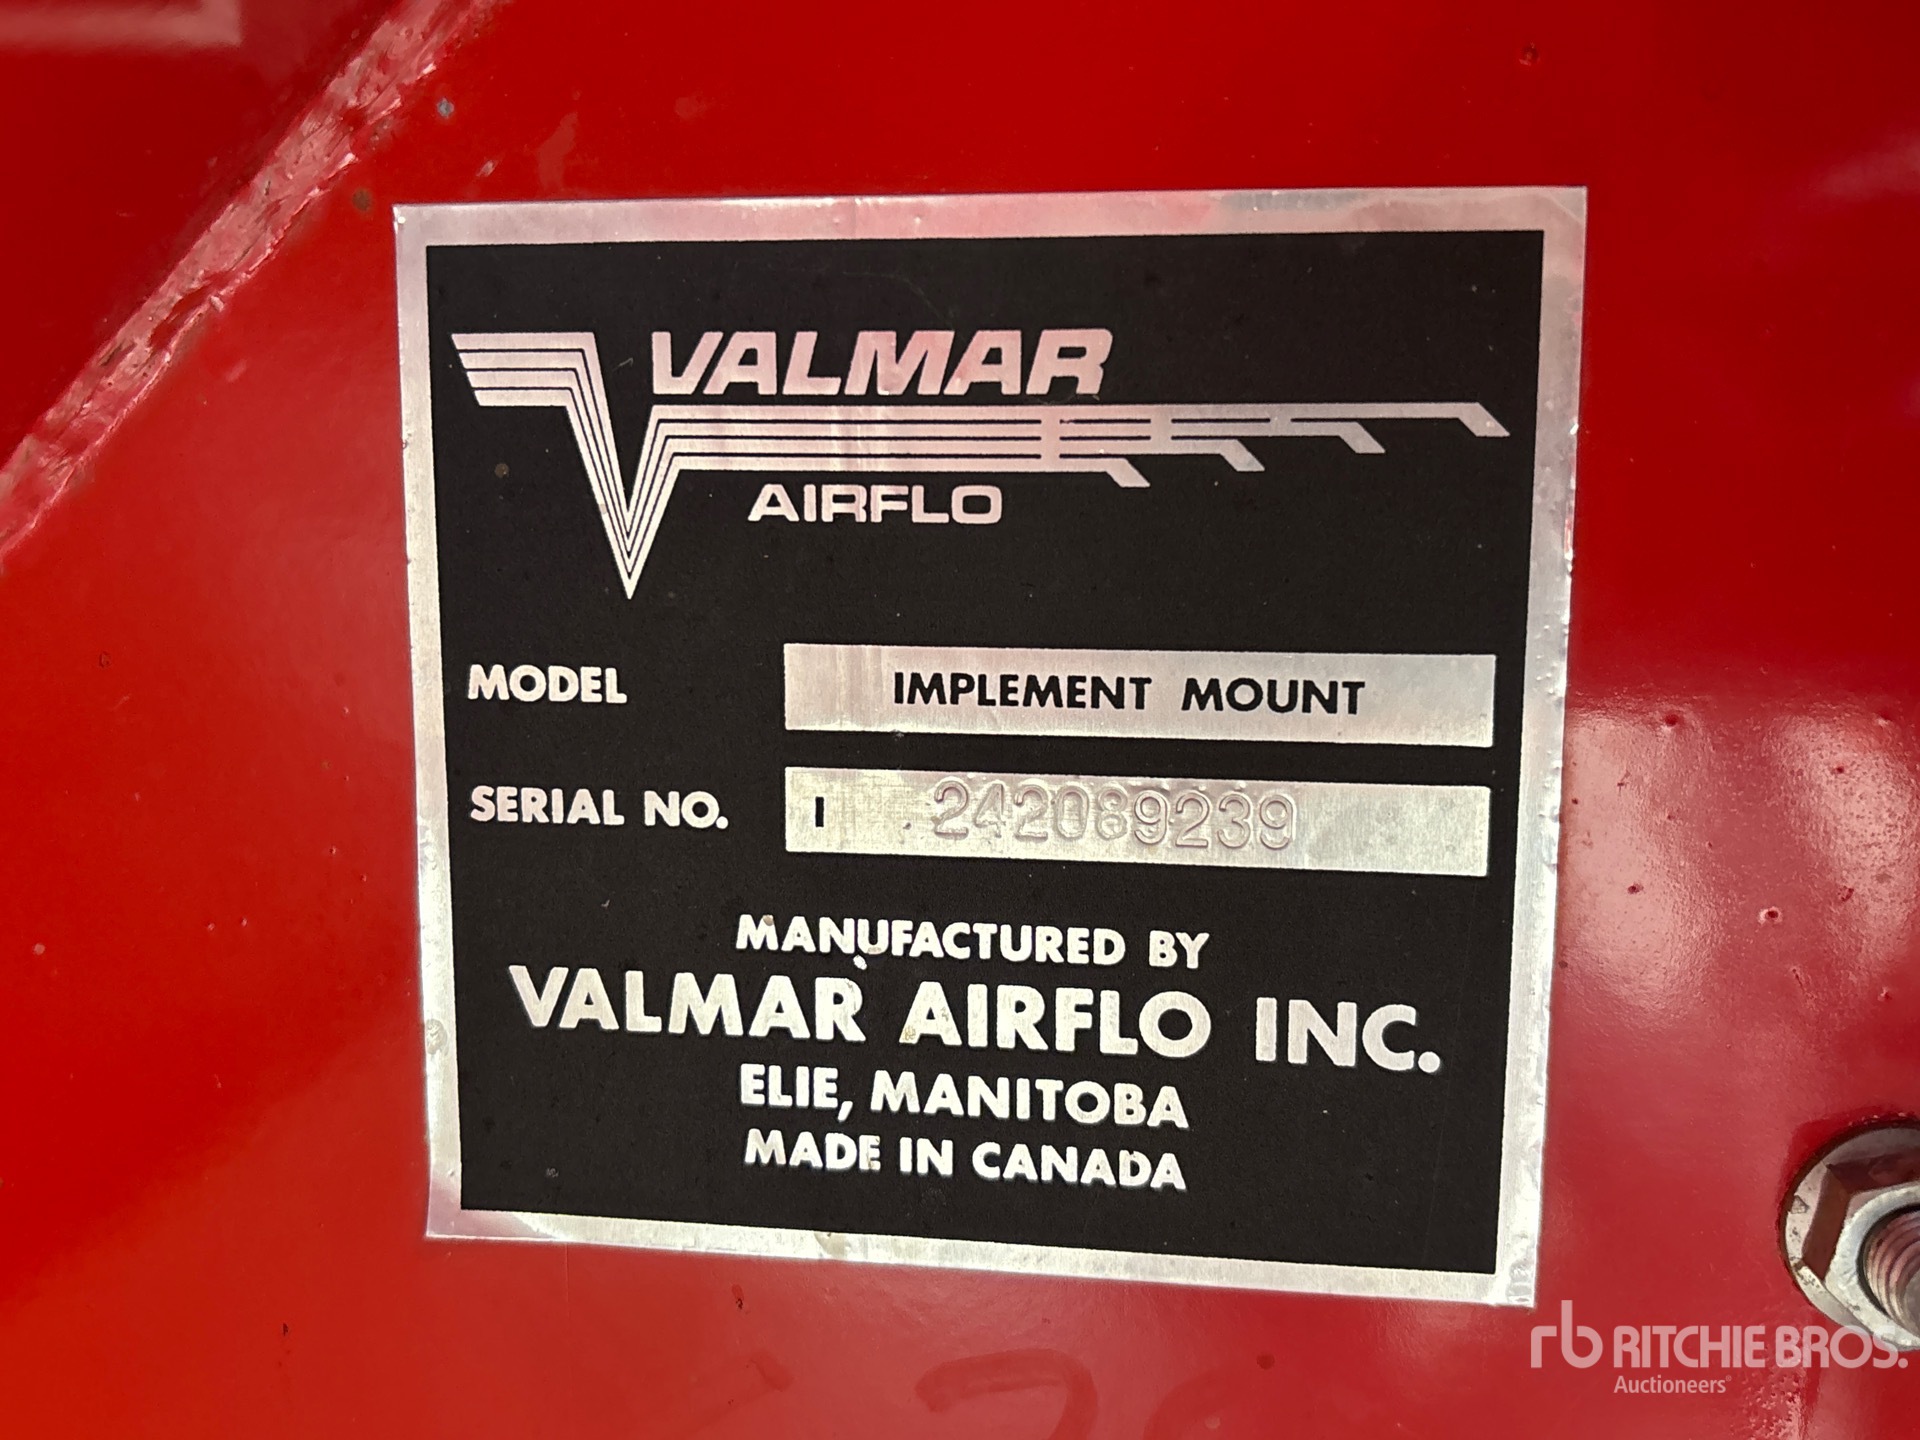 VALMAR
AIRFLO
MODEL IMPLEMENT MOUNT
SERIAL NO. 242089239
MANUFACTURED BY
VALMAR AIRFLO INC.
ELIE, MANITOBA
MADE IN CANADA
rb RITCHIE BROS.
Auctioneers